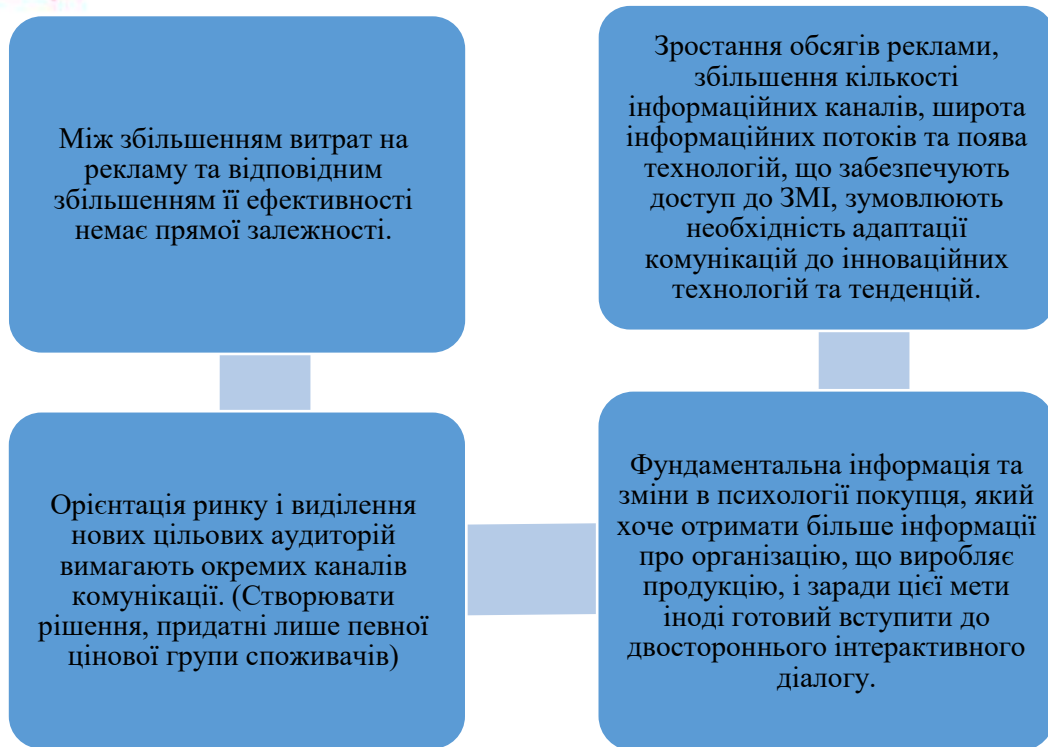 Між збільшенням витрат на
рекламу та відповідним
збільшенням її ефективності
немає прямої залежності.
Орієнтація ринку і виділення
нових цільових аудиторій
вимагають окремих каналів
комунікації. (Створювати
рішення, придатні лише певної
цінової групи споживачів)
Фундаментальна інформація та
зміни в психології покупця, який
хоче отримати більше інформації
про організацію, що виробляє
продукцію, і заради цієї мети
іноді готовий вступити до
двостороннього інтерактивного
діалогу.
Зростання обсягів реклами,
збільшення кількості
інформаційних каналів, широта
інформаційних потоків та поява
технологій, що забезпечують
доступ до ЗМІ, зумовлюють
необхідність адаптації
комунікацій до інноваційних
технологій та тенденцій.